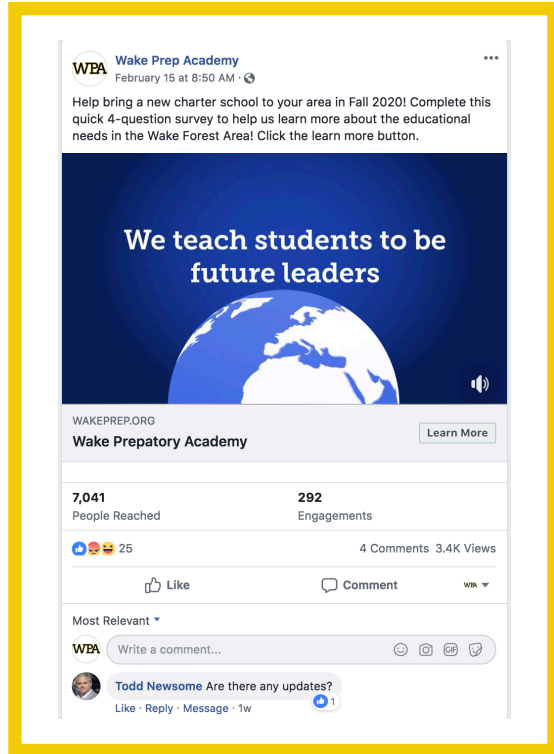 WPA Wake Prep Academy
February 15 at 8:50 AM ·
Help bring a new charter school to your area in Fall 2020! Complete this
quick 4-question survey to help us learn more about the educational
needs in the Wake Forest Area! Click the learn more button.
We teach students to be
future leaders
WAKEPREP.ORG
Wake Preparatory Academy
Learn More
7,041 292
People Reached Engagements
25 4 Comments 3.4K Views
Like Comment WPA
Most Relevant
WPA Write a comment... GIF
Todd Newsome Are there any updates?
Like · Reply · Message · 1w 1